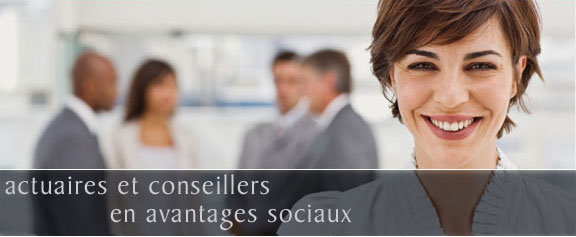 actuaires et conseillers
en avantages sociaux